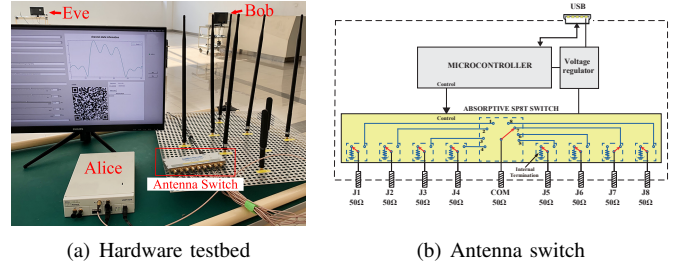 Eve
Bob
Alice
Antenna Switch
USB
MICROCONTROLLER
Voltage
regulator
Control
Control
ABSORPTIVE SP8T SWITCH
Internal
Termination
J1 J2 J3 J4 COM J5 J6 J7 J8
50Ω 50Ω 50Ω 50Ω 50Ω 50Ω 50Ω 50Ω 50Ω
(a) Hardware testbed
(b) Antenna switch